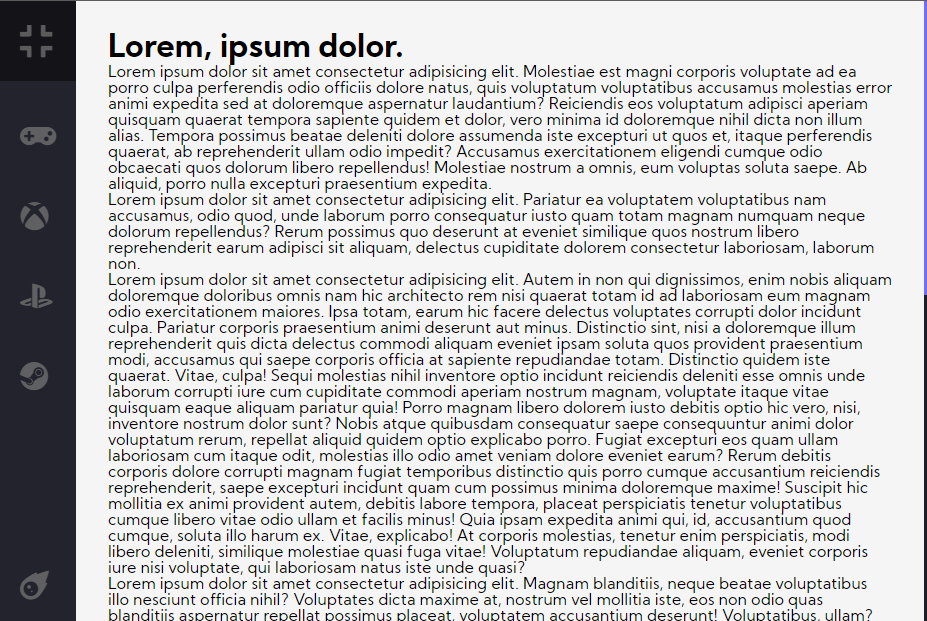 Lorem, ipsum dolor.
Lorem ipsum dolor sit amet consectetur adipisicing elit. Molestiae est magni corporis voluptate ad ea
porro culpa perferendis odio officiis dolore natus, quis voluptatum voluptatibus accusamus molestias error
animi expedita sed at doloremque aspernatur laudantium? Reiciendis eos voluptatum adipisci aperiam
quisquam quaerat tempora sapiente quidem et dolor, vero minima id doloremque nihil dicta non illum
alias. Tempora possimus beatae deleniti dolore assumenda iste excepturi ut quos et, itaque perferendis
quaerat, ab reprehenderit ullam odio impedit? Accusamus exercitationem eligendi cumque odio
obcaecati quos dolorum libero repellendus! Molestiae nostrum a omnis, eum voluptas soluta saepe. Ab
aliquid, porro nulla excepturi praesentium expedita.
Lorem ipsum dolor sit amet consectetur adipisicing elit. Pariatur ea voluptatem voluptatibus nam
accusamus, odio quod, unde laborum porro consequatur iusto quam totam magnam numquam neque
dolorum repellendus? Rerum possimus quo deserunt at eveniet similique quos nostrum libero
reprehenderit earum adipisci sit aliquam, delectus cupiditate dolorem consectetur laboriosam, laborum
non.
Lorem ipsum dolor sit amet consectetur adipisicing elit. Autem in non qui dignissimos, enim nobis aliquam
doloremque doloribus omnis nam hic architecto rem nisi quaerat totam id ad laboriosam eum magnam
odio exercitationem maiores. Ipsa totam, earum hic facere delectus voluptates corrupti dolor incidunt
culpa. Pariatur corporis praesentium animi deserunt aut minus. Distinctio sint, nisi a doloremque illum
reprehenderit quis dicta delectus commodi aliquam eveniet ipsam soluta quos provident praesentium
modi, accusamus qui saepe corporis officia at sapiente repudiandae totam. Distinctio quidem iste
quaerat. Vitae, culpa! Sequi molestias nihil inventore optio incidunt reiciendis deleniti esse omnis unde
laborum corrupti iure cum cupiditate commodi aperiam nostrum magnam, voluptate itaque vitae
quisquam eaque aliquam pariatur quia! Porro magnam libero dolorem iusto debitis optio hic vero, nisi,
inventore nostrum dolor sunt? Nobis atque quibusdam consequatur saepe consequuntur animi dolor
voluptatum rerum, repellat aliquid quidem optio explicabo porro. Fugiat excepturi eos quam ullam
laboriosam cum itaque odit, molestias illo odio amet veniam dolore eveniet earum? Rerum debitis
corporis dolore corrupti magnam fugiat temporibus distinctio quis porro cumque accusantium reiciendis
reprehenderit, saepe excepturi incidunt quam cum possimus minima doloremque maxime! Suscipit hic
mollitia ex animi provident autem, debitis labore tempora, placeat perspiciatis tenetur voluptatibus
cumque libero vitae odio ullam et facilis minus! Quia ipsam expedita animi qui, id, accusantium quod
cumque, soluta illo harum ex. Vitae, explicabo! At corporis molestias, tenetur enim perspiciatis, modi
libero deleniti, similique molestiae quasi fuga vitae! Voluptatum repudiandae aliquam, eveniet corporis
iure nisi voluptate, qui laboriosam natus iste unde quasi?
Lorem ipsum dolor sit amet consectetur adipisicing elit. Magnam blanditiis, neque beatae voluptatibus
illo nesciunt officia nihil? Voluptates dicta maxime at, nostrum vel mollitia iste, eos non odio quas
blanditiis aspernatur repellat possimus placeat, voluptatem accusantium deserunt! Voluptatibus, ullam?